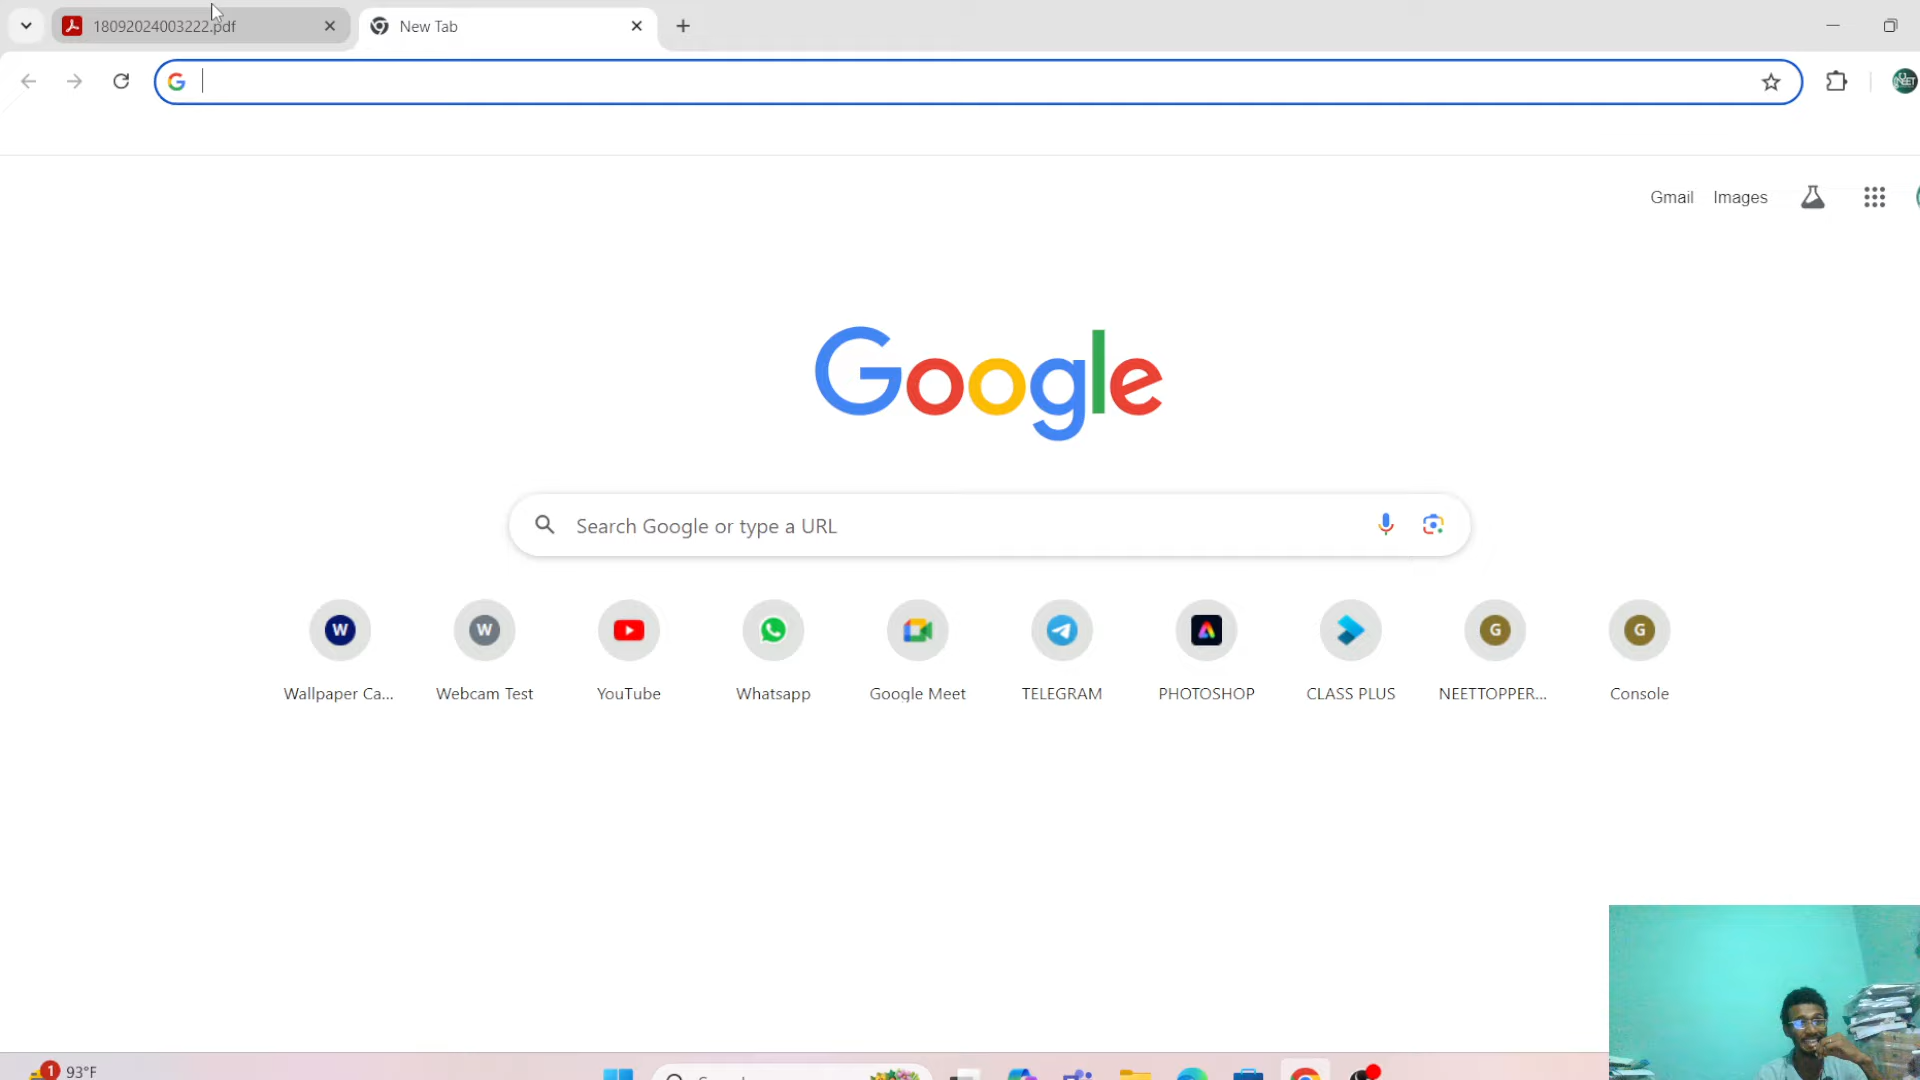 18092024003222.pdf
New Tab
Gmail Images
Google
Search Google or type a URL
W W G G
Wallpaper Ca... Webcam Test YouTube Whatsapp Google Meet TELEGRAM PHOTOSHOP CLASS PLUS NEETTOPPER... Console
1 93°F